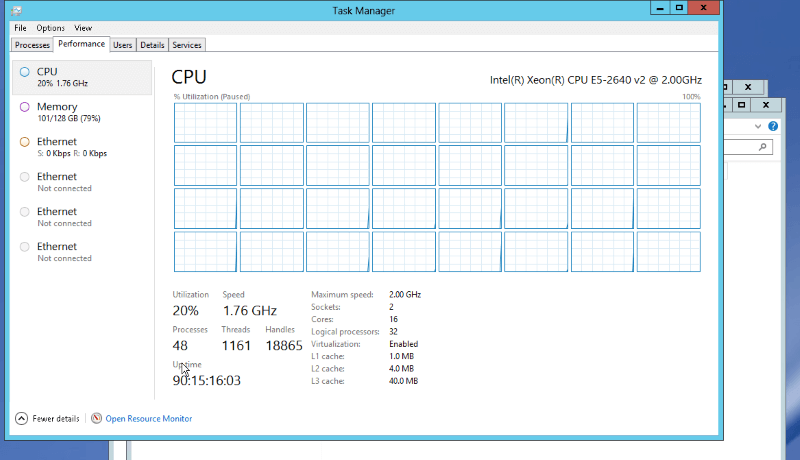 Task Manager
File Options View
Processes Performance Users Details Services
CPU
20% 1.76 GHz
Memory
101/128 GB (79%)
Ethernet
S: 0 Kbps R: 0 Kbps
Ethernet
Not connected
Ethernet
Not connected
Ethernet
Not connected
CPU
Intel(R) Xeon(R) CPU E5-2640 v2 @ 2.00GHz
% Utilization (Paused) 100%
Utilization Speed
20% 1.76 GHz
Processes Threads Handles
48 1161 18865
Uptime
90:15:16:03
Maximum speed: 2.00 GHz
Sockets: 2
Cores: 16
Logical processors: 32
Virtualization: Enabled
L1 cache: 1.0 MB
L2 cache: 4.0 MB
L3 cache: 40.0 MB
Fewer details Open Resource Monitor